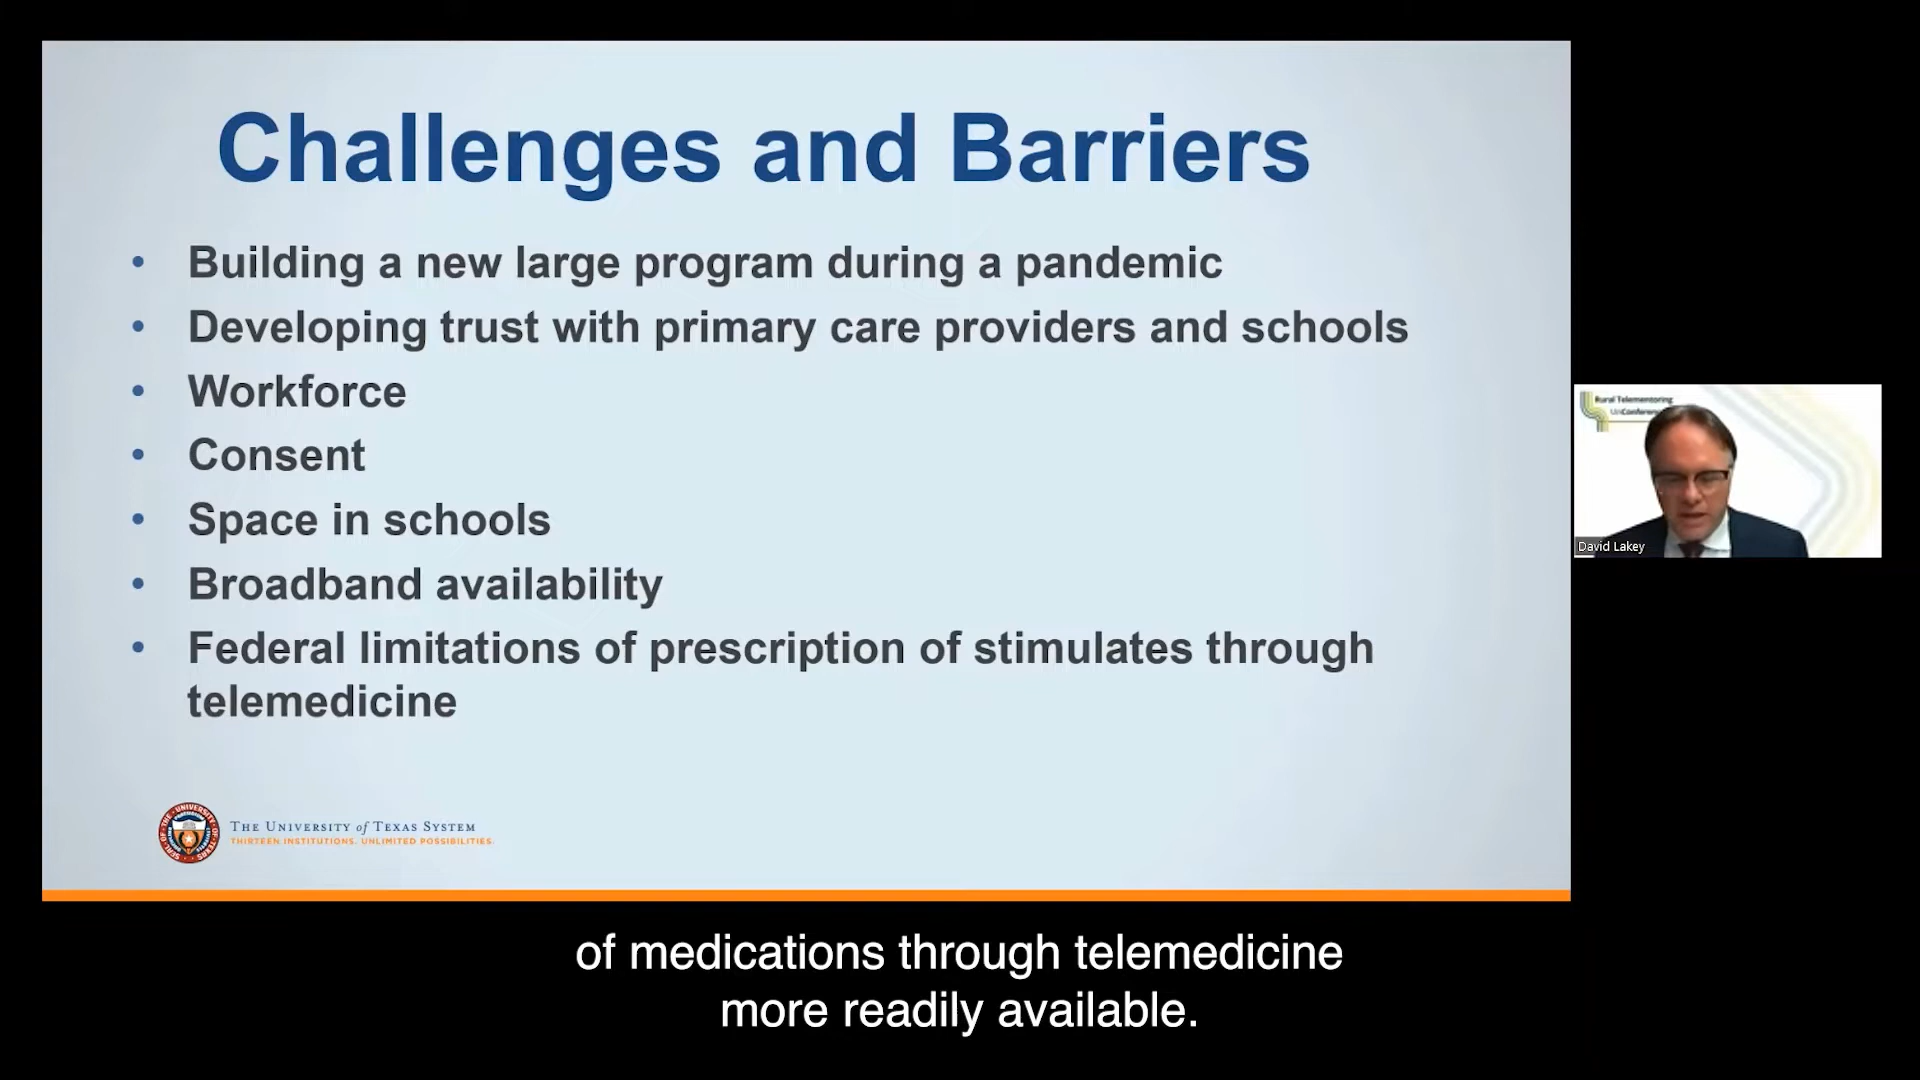 Challenges and Barriers
• Building a new large program during a pandemic
• Developing trust with primary care providers and schools
• Workforce
• Consent
• Space in schools
• Broadband availability
• Federal limitations of prescription of stimulates through
telemedicine
THE UNIVERSITY of TEXAS SYSTEM
THIRTEEN INSTITUTIONS. UNLIMITED POSSIBILITIES.
Rural Telementoring
David Lakey
of medications through telemedicine
more readily available.